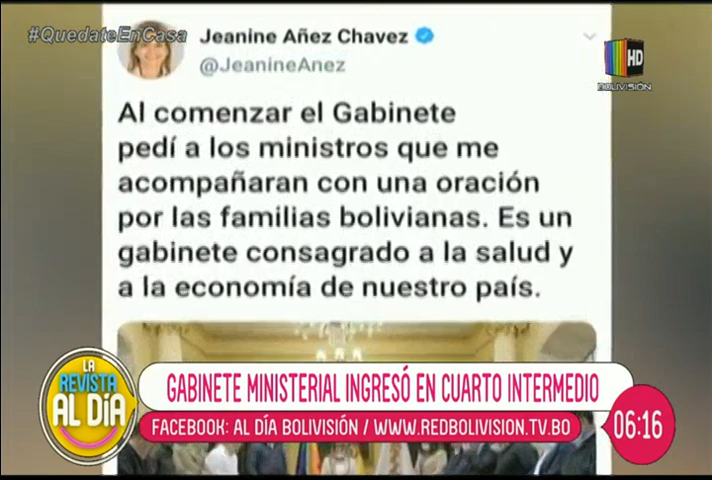 #QuedateEnCasa
Jeanine Añez Chavez
@JeanineAnez
HD
BOLIVISIÓN
Al comenzar el Gabinete
pedí a los ministros que me
acompañaran con una oración
por las familias bolivianas. Es un
gabinete consagrado a la salud y
a la economía de nuestro país.
LA
REVISTA
AL DÍA
GABINETE MINISTERIAL INGRESÓ EN CUARTO INTERMEDIO
FACEBOOK: AL DÍA BOLIVISIÓN / WWW.REDBOLIVISION.TV.BO
06:16